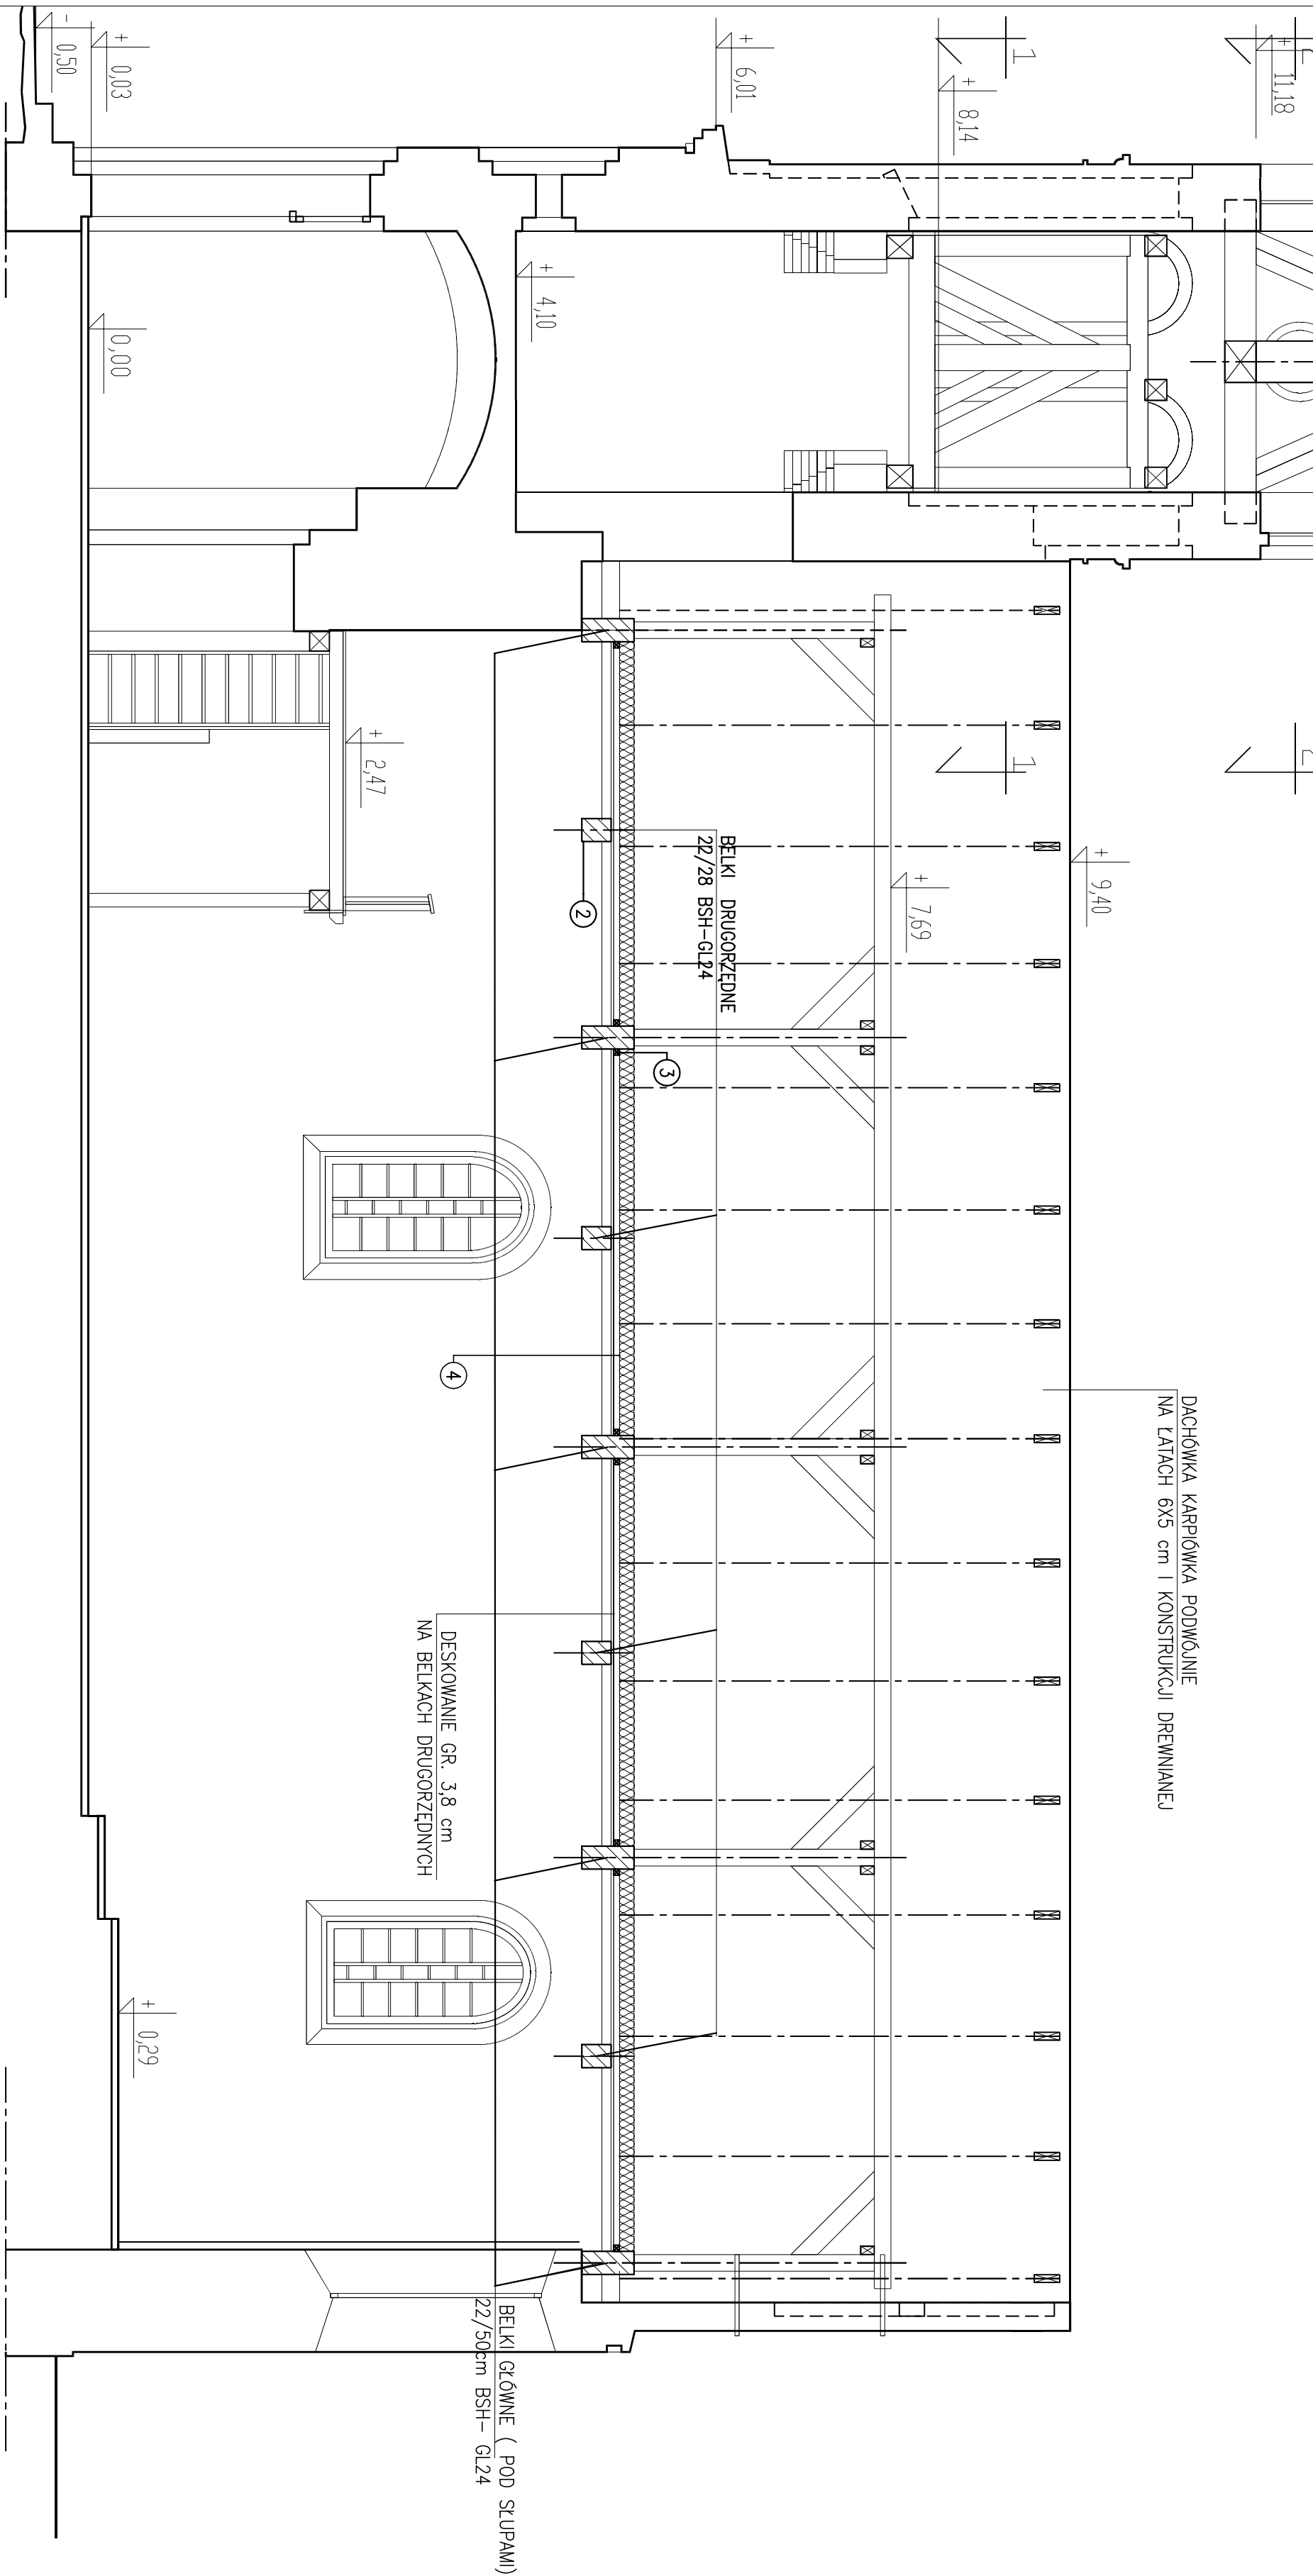 + 11,18
+ 8,14
+ 6,01
+ 0,03
- 0,50
1
+ 4,10
+ 0,00
+ 2,47
1
+ 9,40
+ 7,69
DACHÓWKA KARPIÓWKA PODWÓJNIE
NA ŁATACH 6X5 cm I KONSTRUKCJI DREWNIANEJ
BELKI DRUGORZĘDNE
22/28 BSH-GL24
2
3
4
DESKOWANIE GR. 3,8 cm
NA BELKACH DRUGORZĘDNYCH
BELKI GŁÓWNE ( POD SŁUPAMI)
22/50cm BSH- GL24
+ 0,29